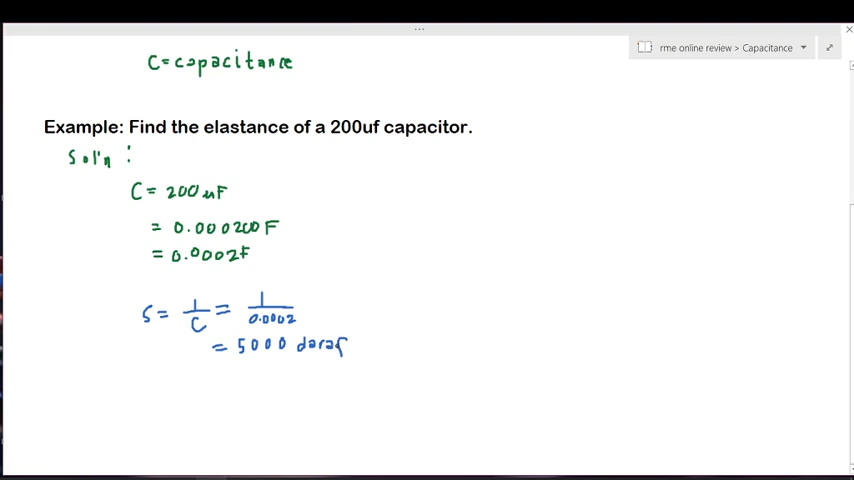 rme online review > Capacitance
C = capacitance
Example: Find the elastance of a 200uf capacitor.
Sol'n :
C = 200 uF
= 0.000200F
= 0.0002F
S = 1/C = 1/0.0002
= 5000 daraf